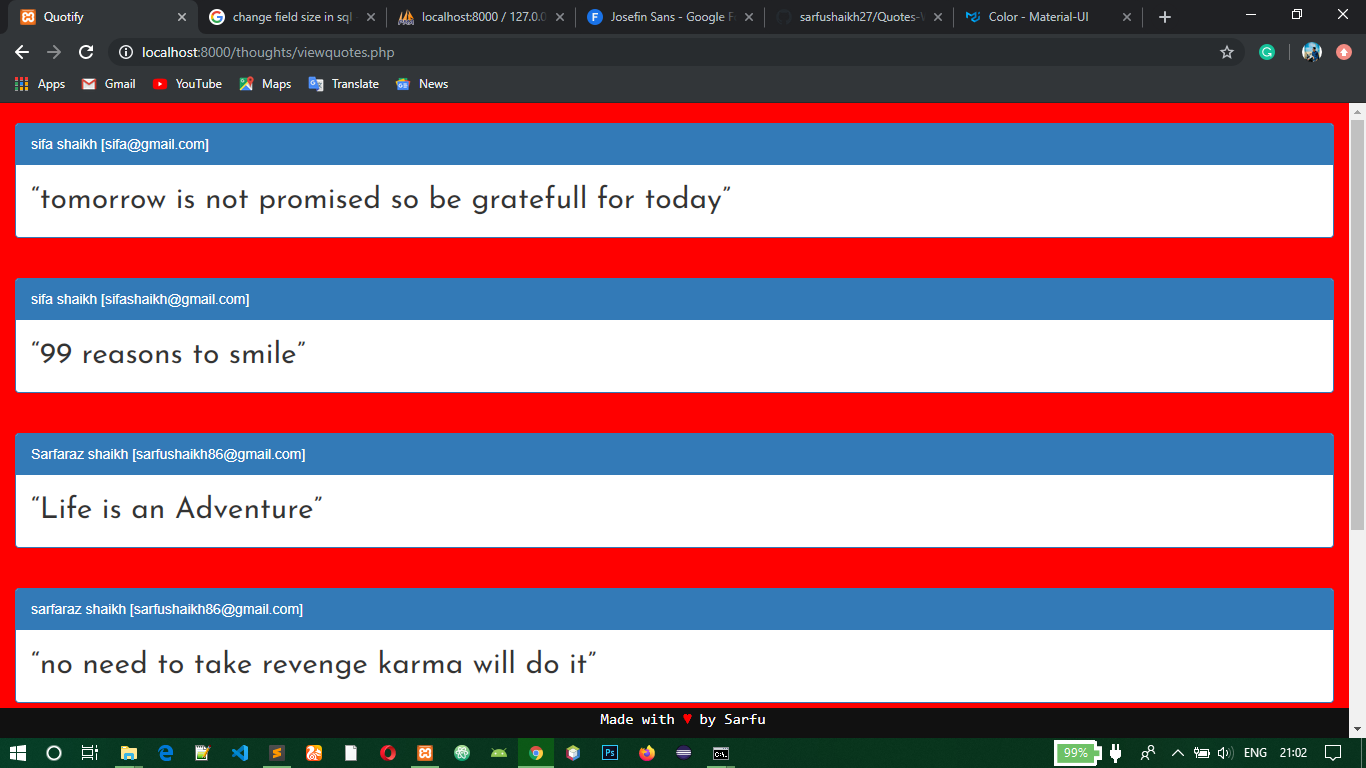 Quotify
change field size in sql
localhost:8000 / 127.0.0
Josefin Sans - Google F
sarfushaikh27/Quotes-
Color - Material-UI
localhost:8000/thoughts/viewquotes.php
Apps Gmail YouTube Maps Translate News
sifa shaikh [sifa@gmail.com]
“tomorrow is not promised so be gratefull for today”
sifa shaikh [sifashaikh@gmail.com]
“99 reasons to smile”
Sarfaraz shaikh [sarfushaikh86@gmail.com]
“Life is an Adventure”
sarfaraz shaikh [sarfushaikh86@gmail.com]
“no need to take revenge karma will do it”
Made with ♥ by Sarfu
99% ENG 21:02